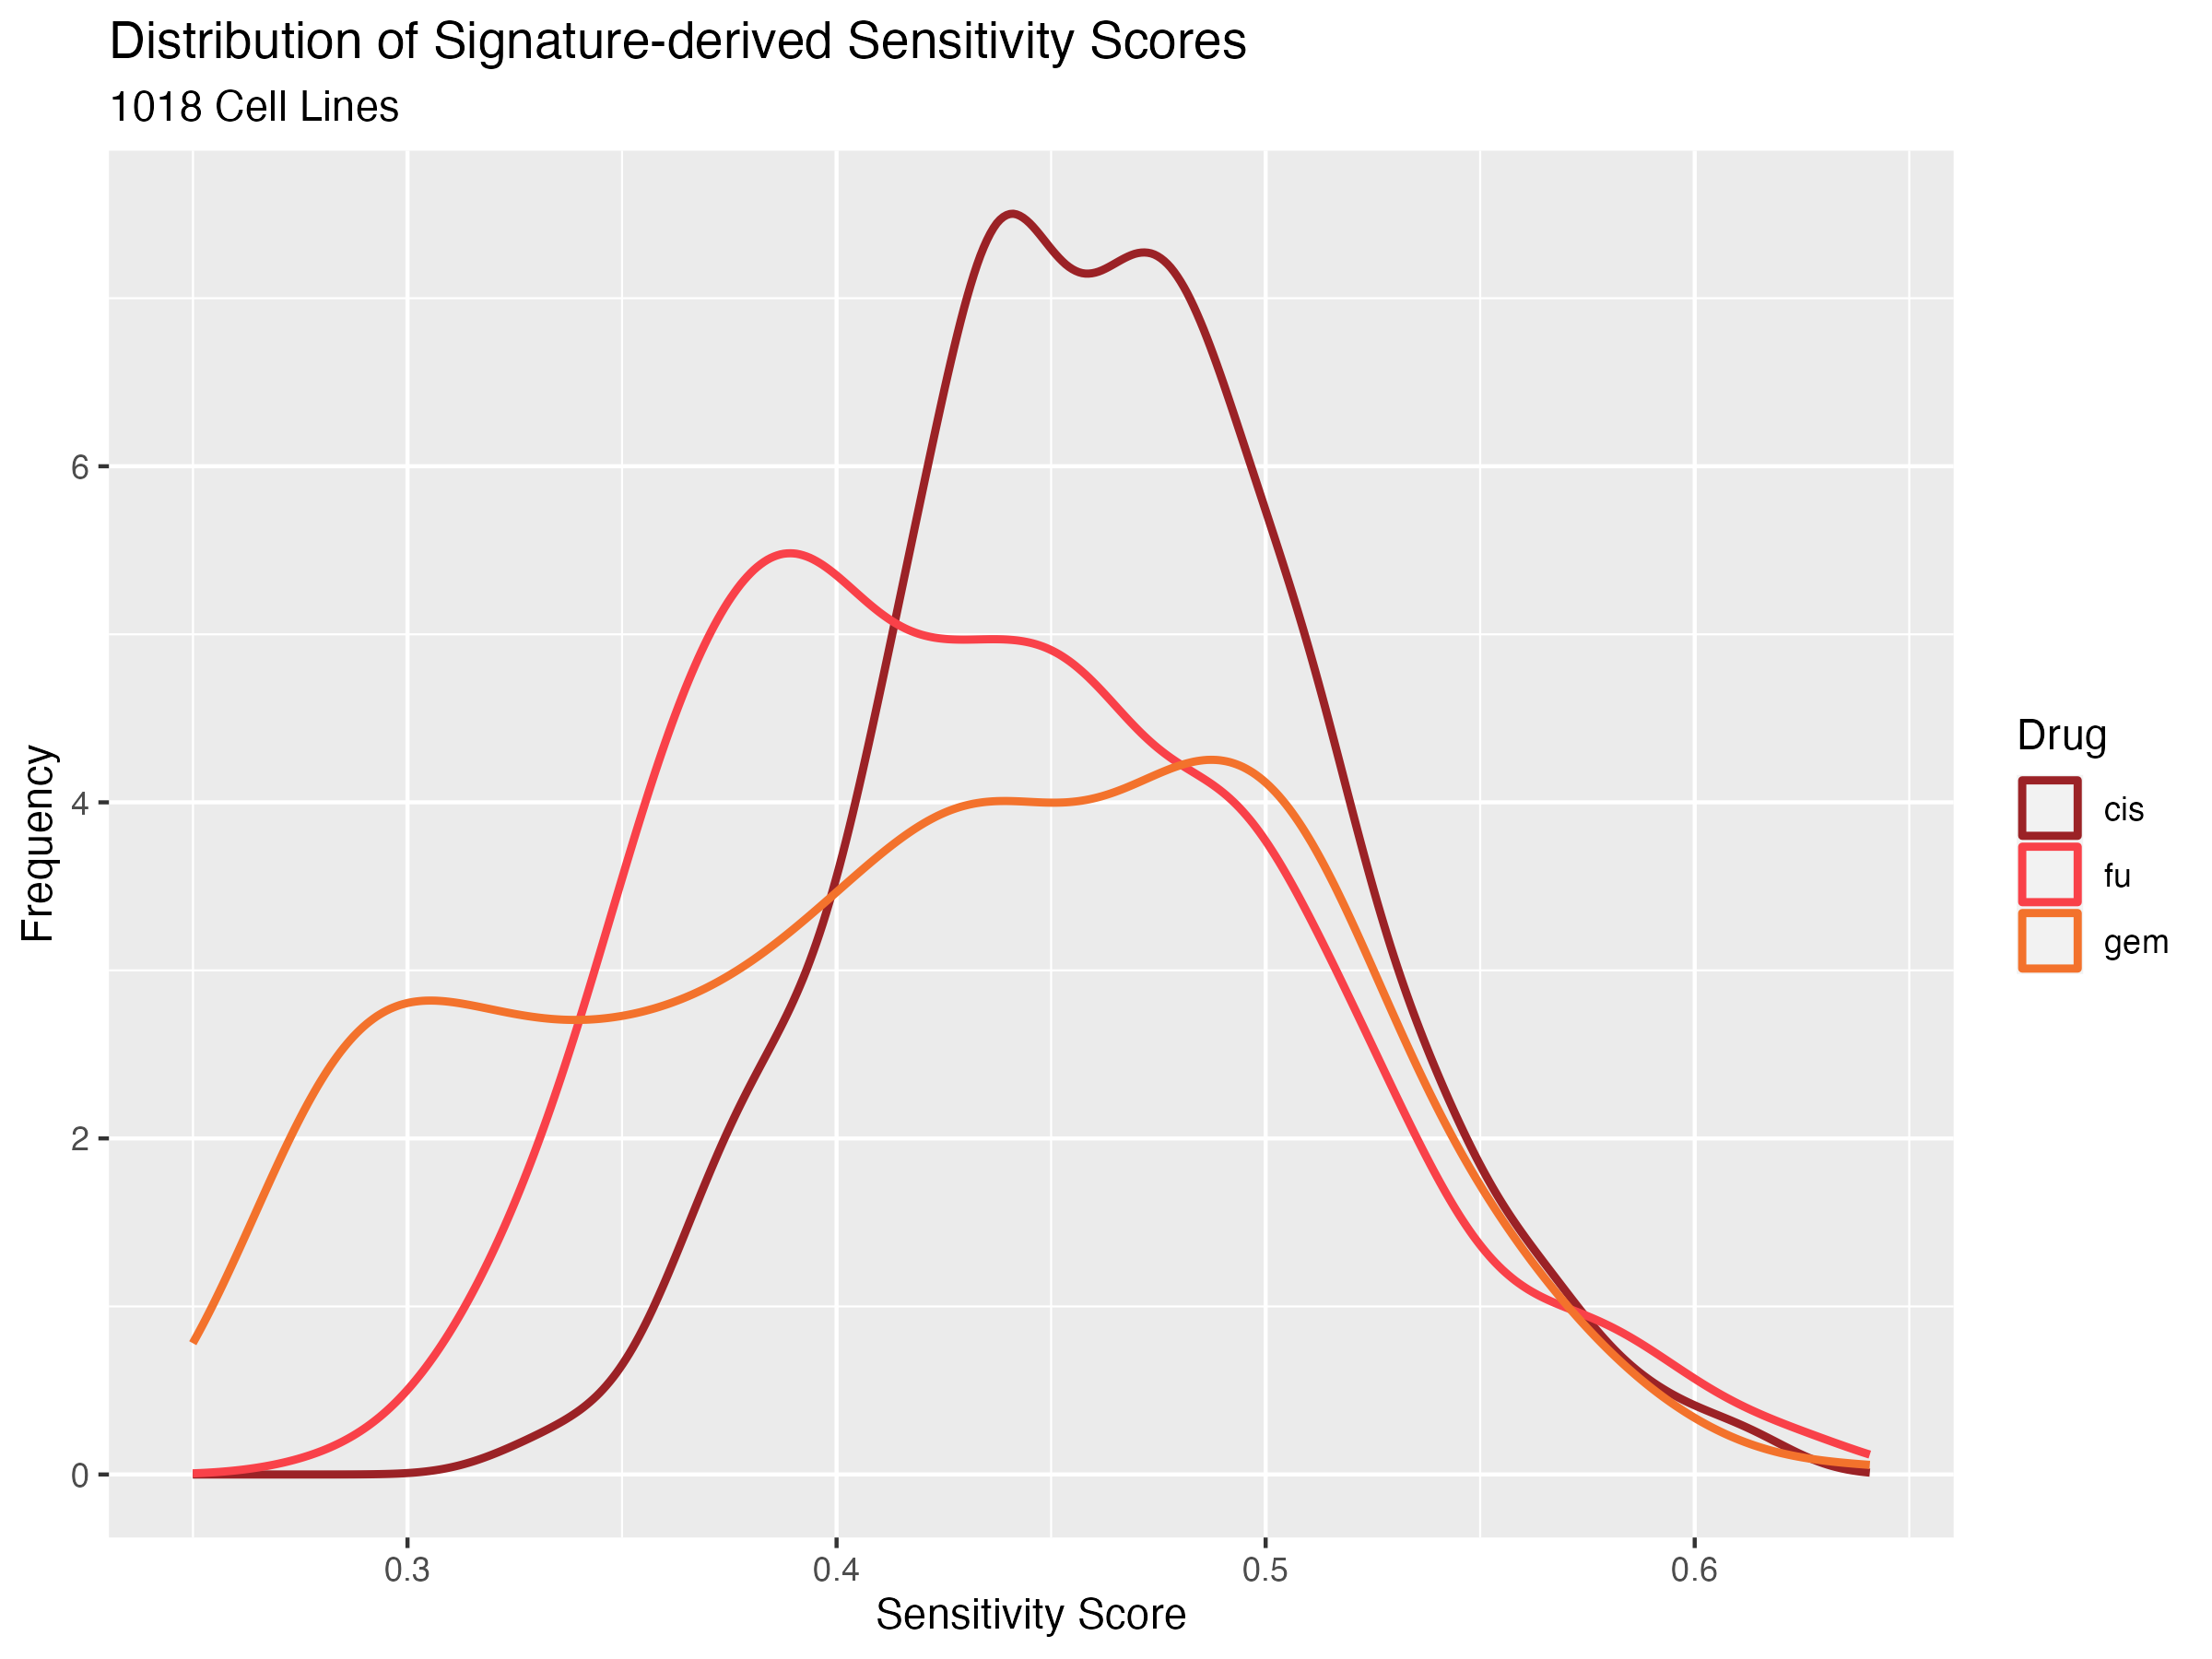 Distribution of Signature-derived Sensitivity Scores
1018 Cell Lines
Frequency
6
4
2
0
0.3
0.4
0.5
0.6
Sensitivity Score
Drug
cis
fu
gem